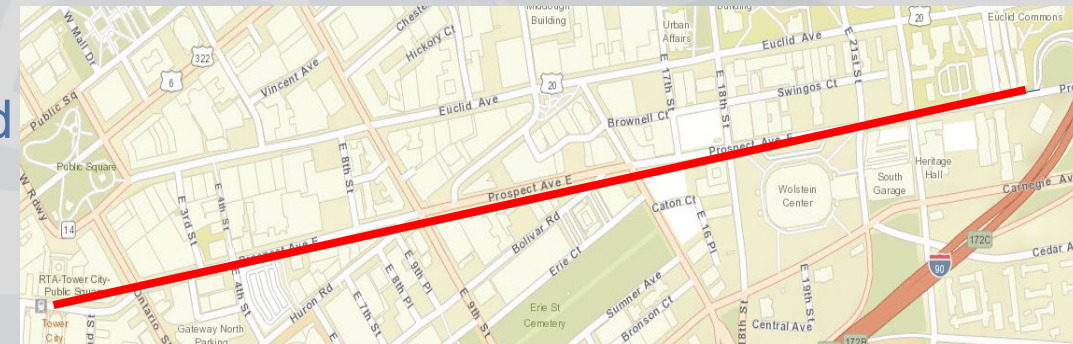 d
W Mall Dr
Public Sq
Public Square
W Rdwy
14
RTA-Tower City-
Public Square
Tower
City
Ontario St
322
6
Vincent Ave
Hickory Ct
Euclid Ave
E 3rd St
E 4th St
E 8th St
Prospect Ave E
E 4th St
Gateway North
Parking
Huron Rd
E 7th St
E 8th Pl
E 9th Pl
E 9th St
Building
20
Prospect Ave E
Bolivar Rd
Erie Ct
Erie St
Cemetery
Sumner Ave
Bronson Ct
Urban
Affairs
Building
E 17th St
E 18th St
Euclid Ave
Brownell Ct
Swingos Ct
Prospect Ave E
Caton Ct
E 16 Pl
18th St
Wolstein
Center
E 19th St
Central Ave
20
E 21st St
Euclid Commons
South
Garage
Heritage
Hall
Carnegie Av
172C
90
Cedar A
172B